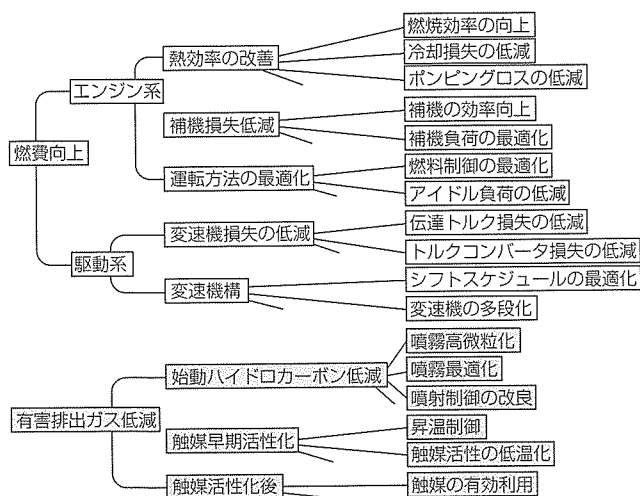 燃費向上
エンジン系
熱効率の改善
燃焼効率の向上
冷却損失の低減
ポンピングロスの低減
補機損失低減
補機の効率向上
補機負荷の最適化
運転方法の最適化
燃料制御の最適化
アイドル負荷の低減
駆動系
変速機損失の低減
伝達トルク損失の低減
トルクコンバータ損失の低減
変速機構
シフトスケジュールの最適化
変速機の多段化
有害排出ガス低減
始動ハイドロカーボン低減
噴霧高微粒化
噴霧最適化
噴射制御の改良
触媒早期活性化
昇温制御
触媒活性の低温化
触媒活性化後
触媒の有効利用